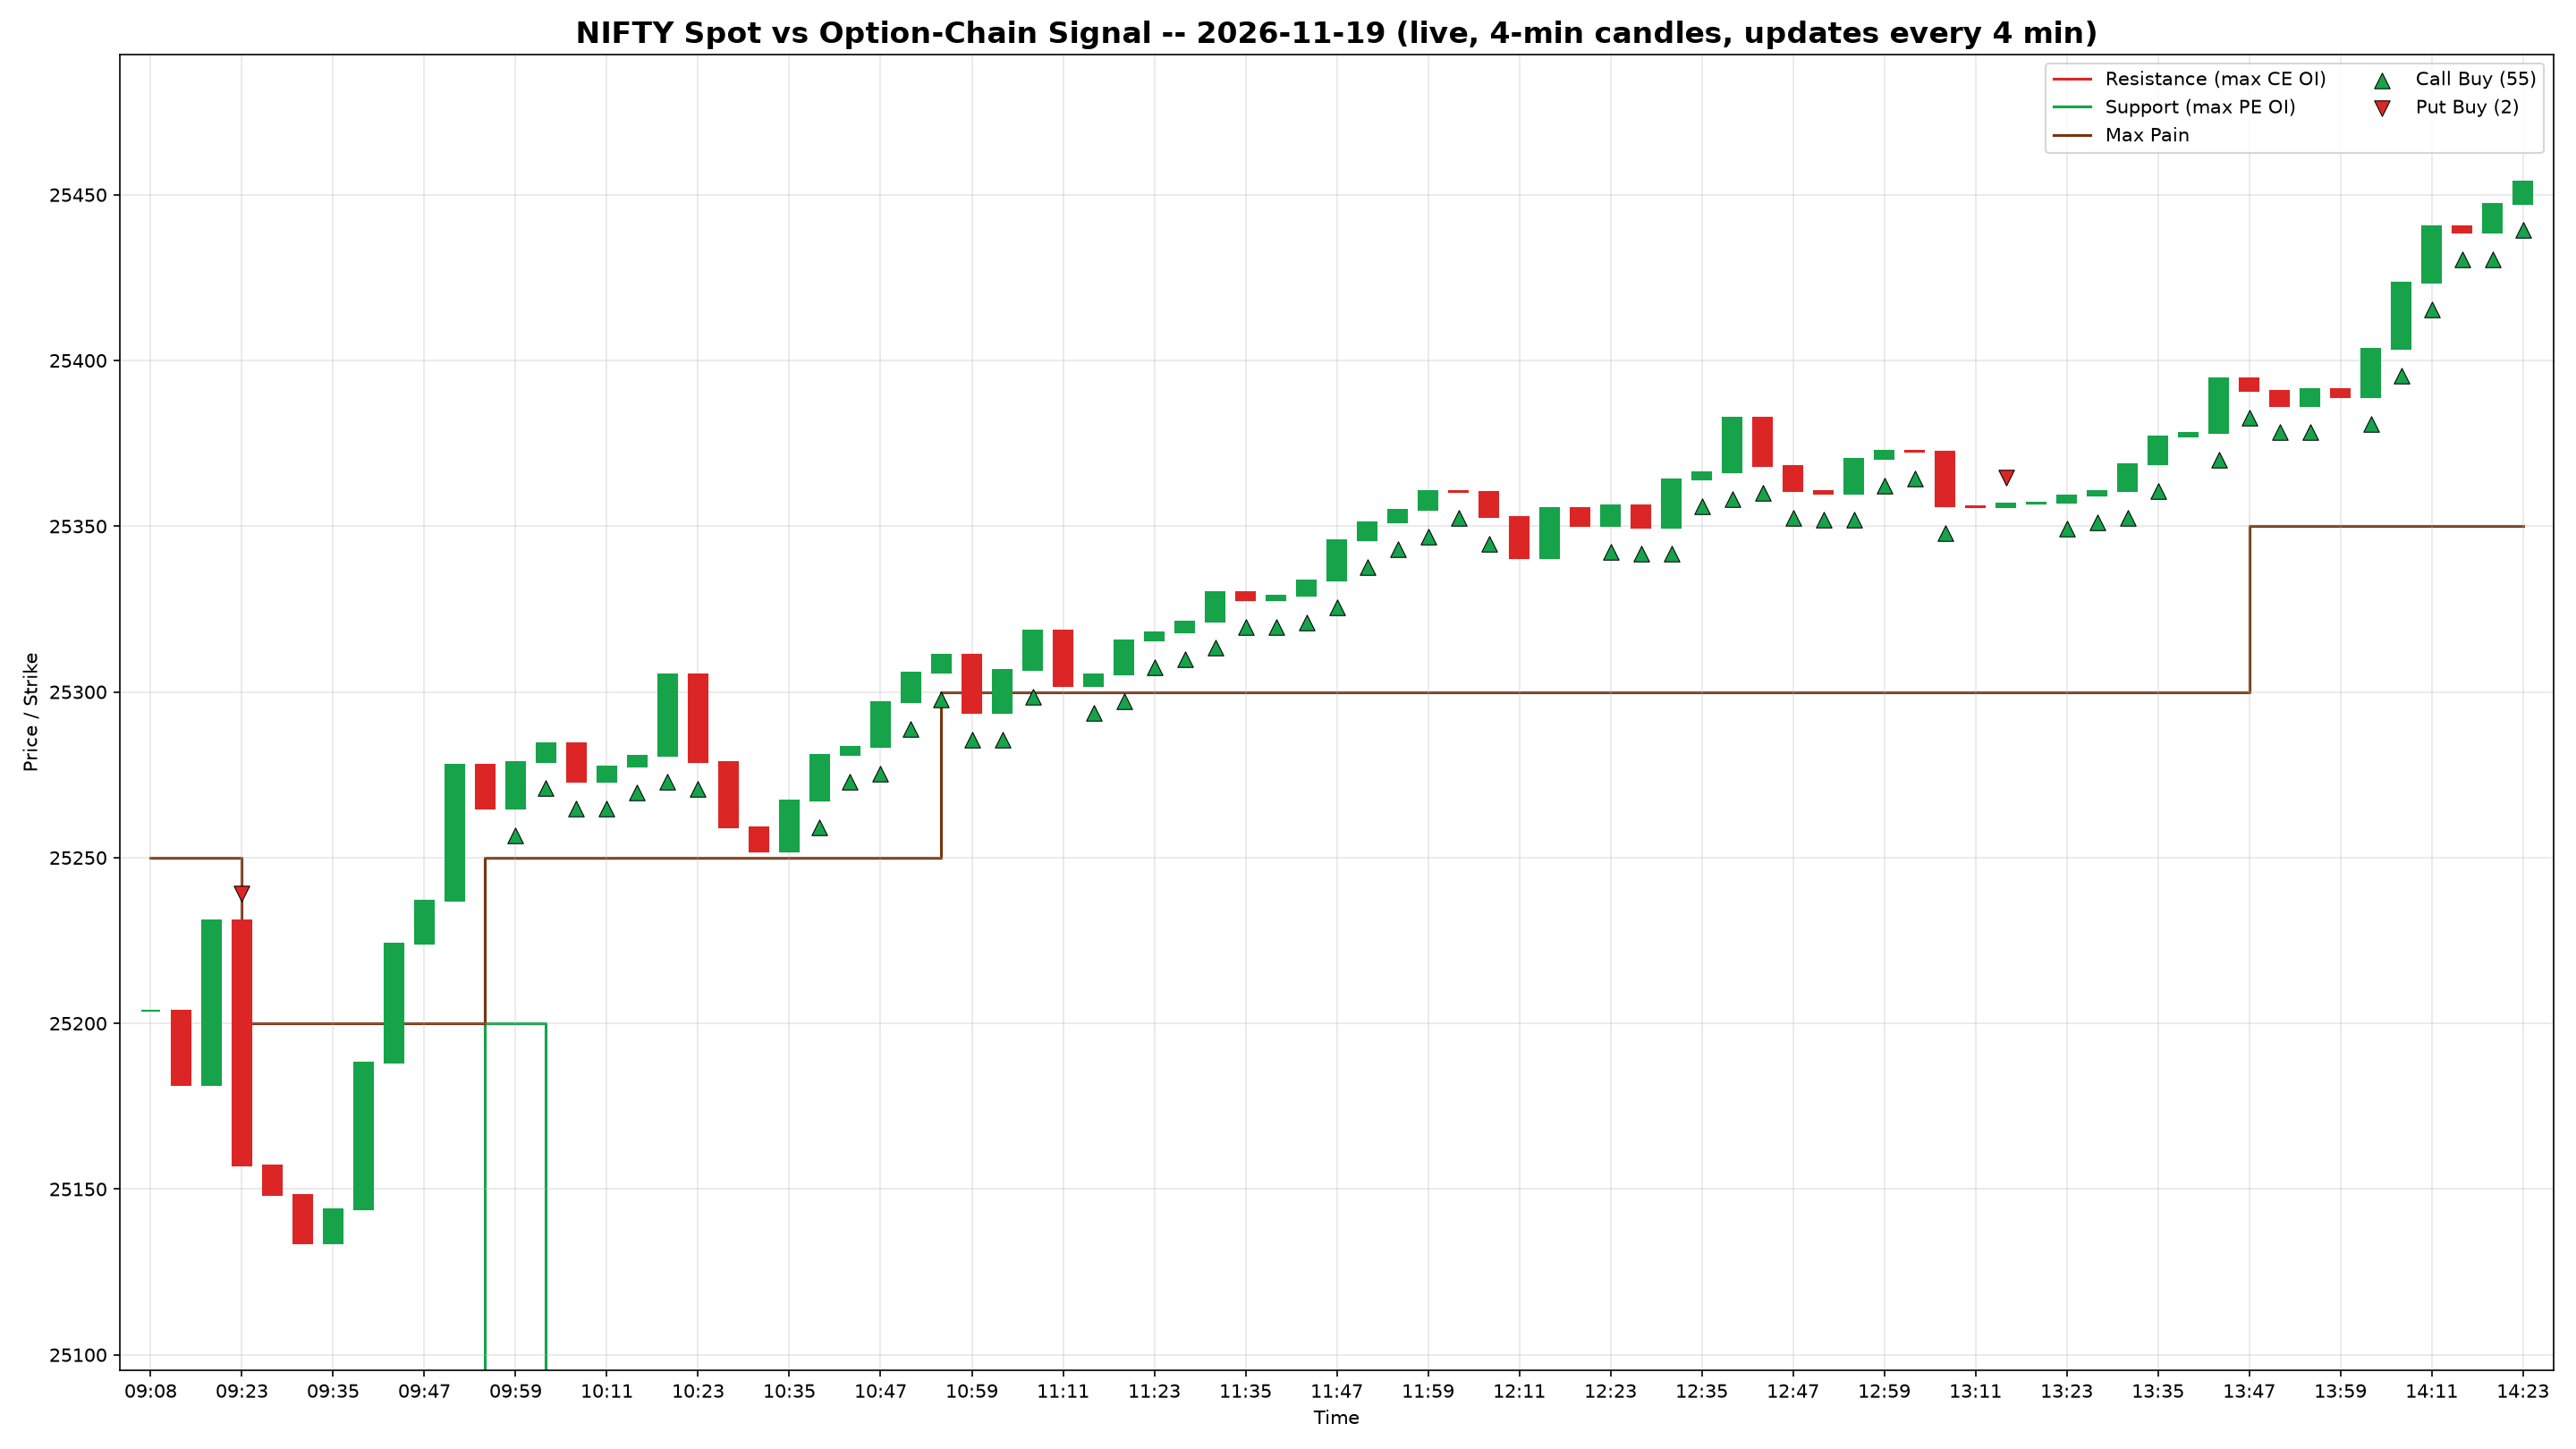 NIFTY Spot vs Option-Chain Signal -- 2026-11-19 (live, 4-min candles, updates every 4 min)
Resistance (max CE OI)
Support (max PE OI)
Max Pain
Call Buy (55)
Put Buy (2)
Price / Strike
25450
25400
25350
25300
25250
25200
25150
25100
09:08 09:23 09:35 09:47 09:59 10:11 10:23 10:35 10:47 10:59 11:11 11:23 11:35 11:47 11:59 12:11 12:23 12:35 12:47 12:59 13:11 13:23 13:35 13:47 13:59 14:11 14:23
Time